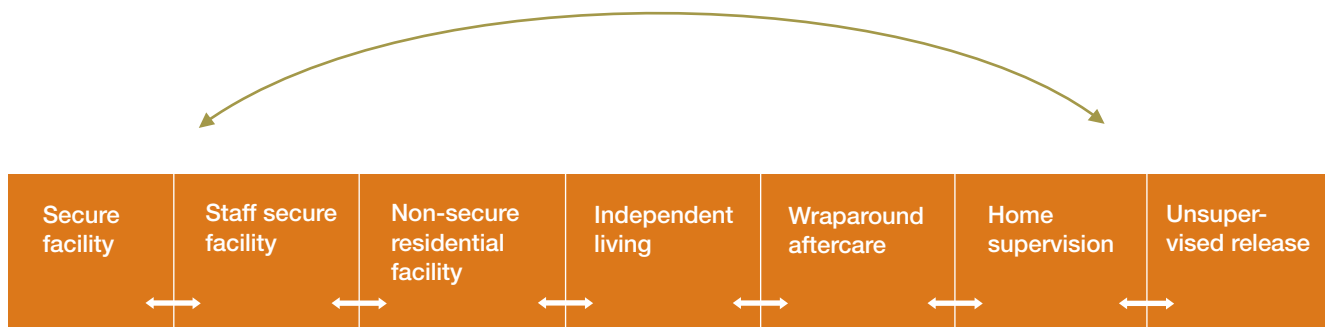 Secure
facility
Staff secure
facility
Non-secure
residential
facility
Independent
living
Wraparound
aftercare
Home
supervision
Unsuper-
vised release